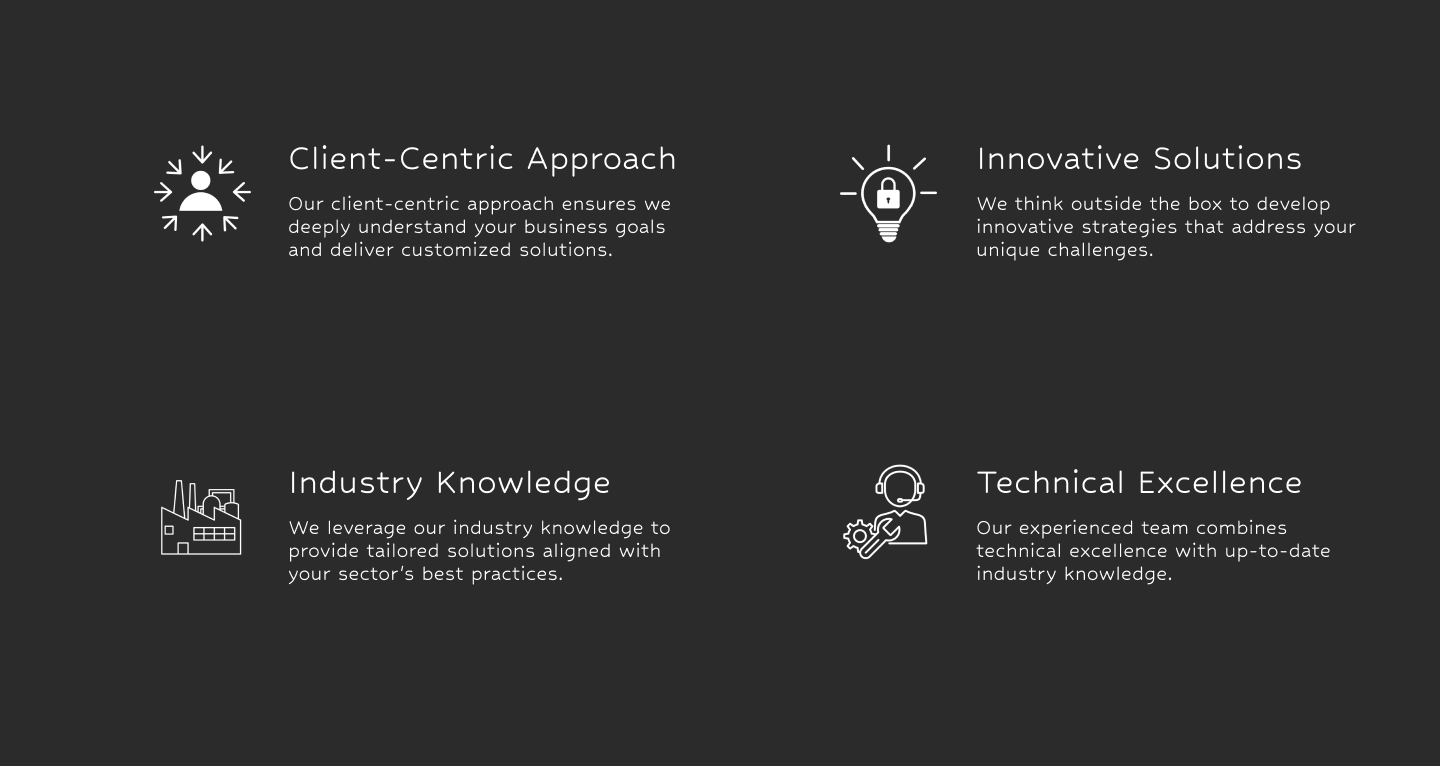 Client-Centric Approach
Our client-centric approach ensures we
deeply understand your business goals
and deliver customized solutions.
Innovative Solutions
We think outside the box to develop
innovative strategies that address your
unique challenges.
Industry Knowledge
We leverage our industry knowledge to
provide tailored solutions aligned with
your sector’s best practices.
Technical Excellence
Our experienced team combines
technical excellence with up-to-date
industry knowledge.